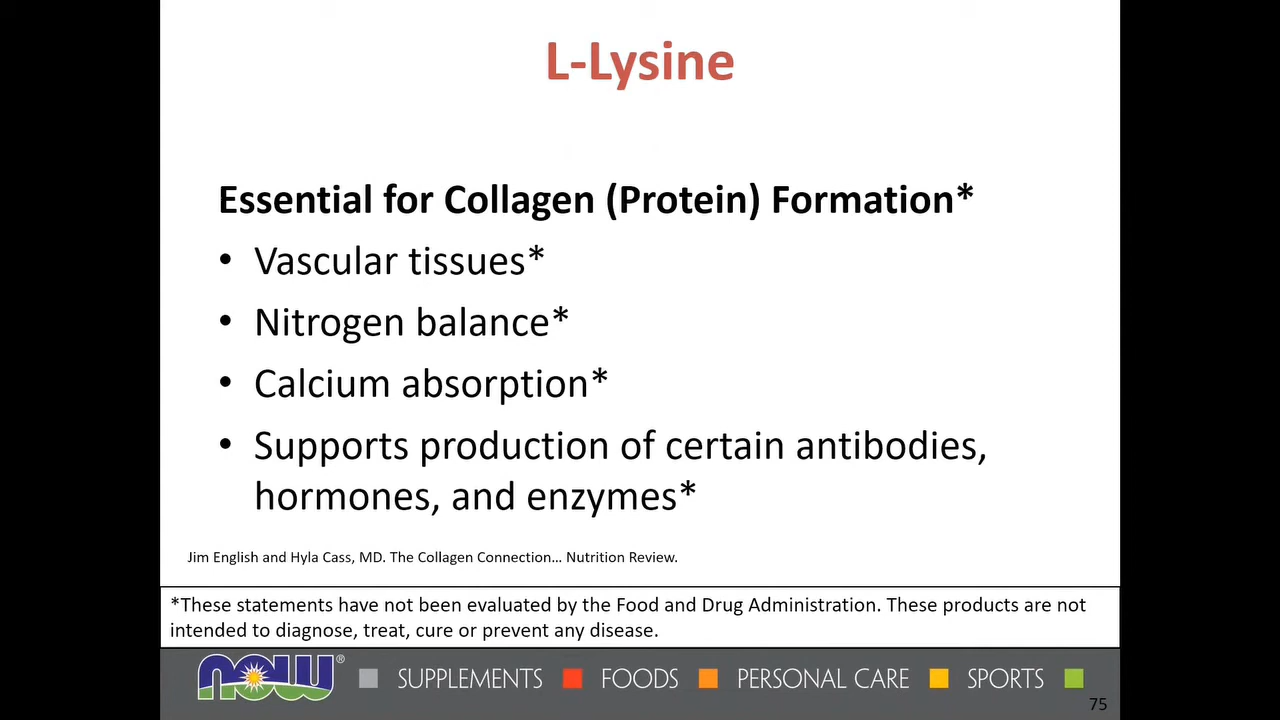 L-Lysine
Essential for Collagen (Protein) Formation*
• Vascular tissues*
• Nitrogen balance*
• Calcium absorption*
• Supports production of certain antibodies,
hormones, and enzymes*
Jim English and Hyla Cass, MD. The Collagen Connection... Nutrition Review.
*These statements have not been evaluated by the Food and Drug Administration. These products are not
intended to diagnose, treat, cure or prevent any disease.
NOW® SUPPLEMENTS FOODS PERSONAL CARE SPORTS
75